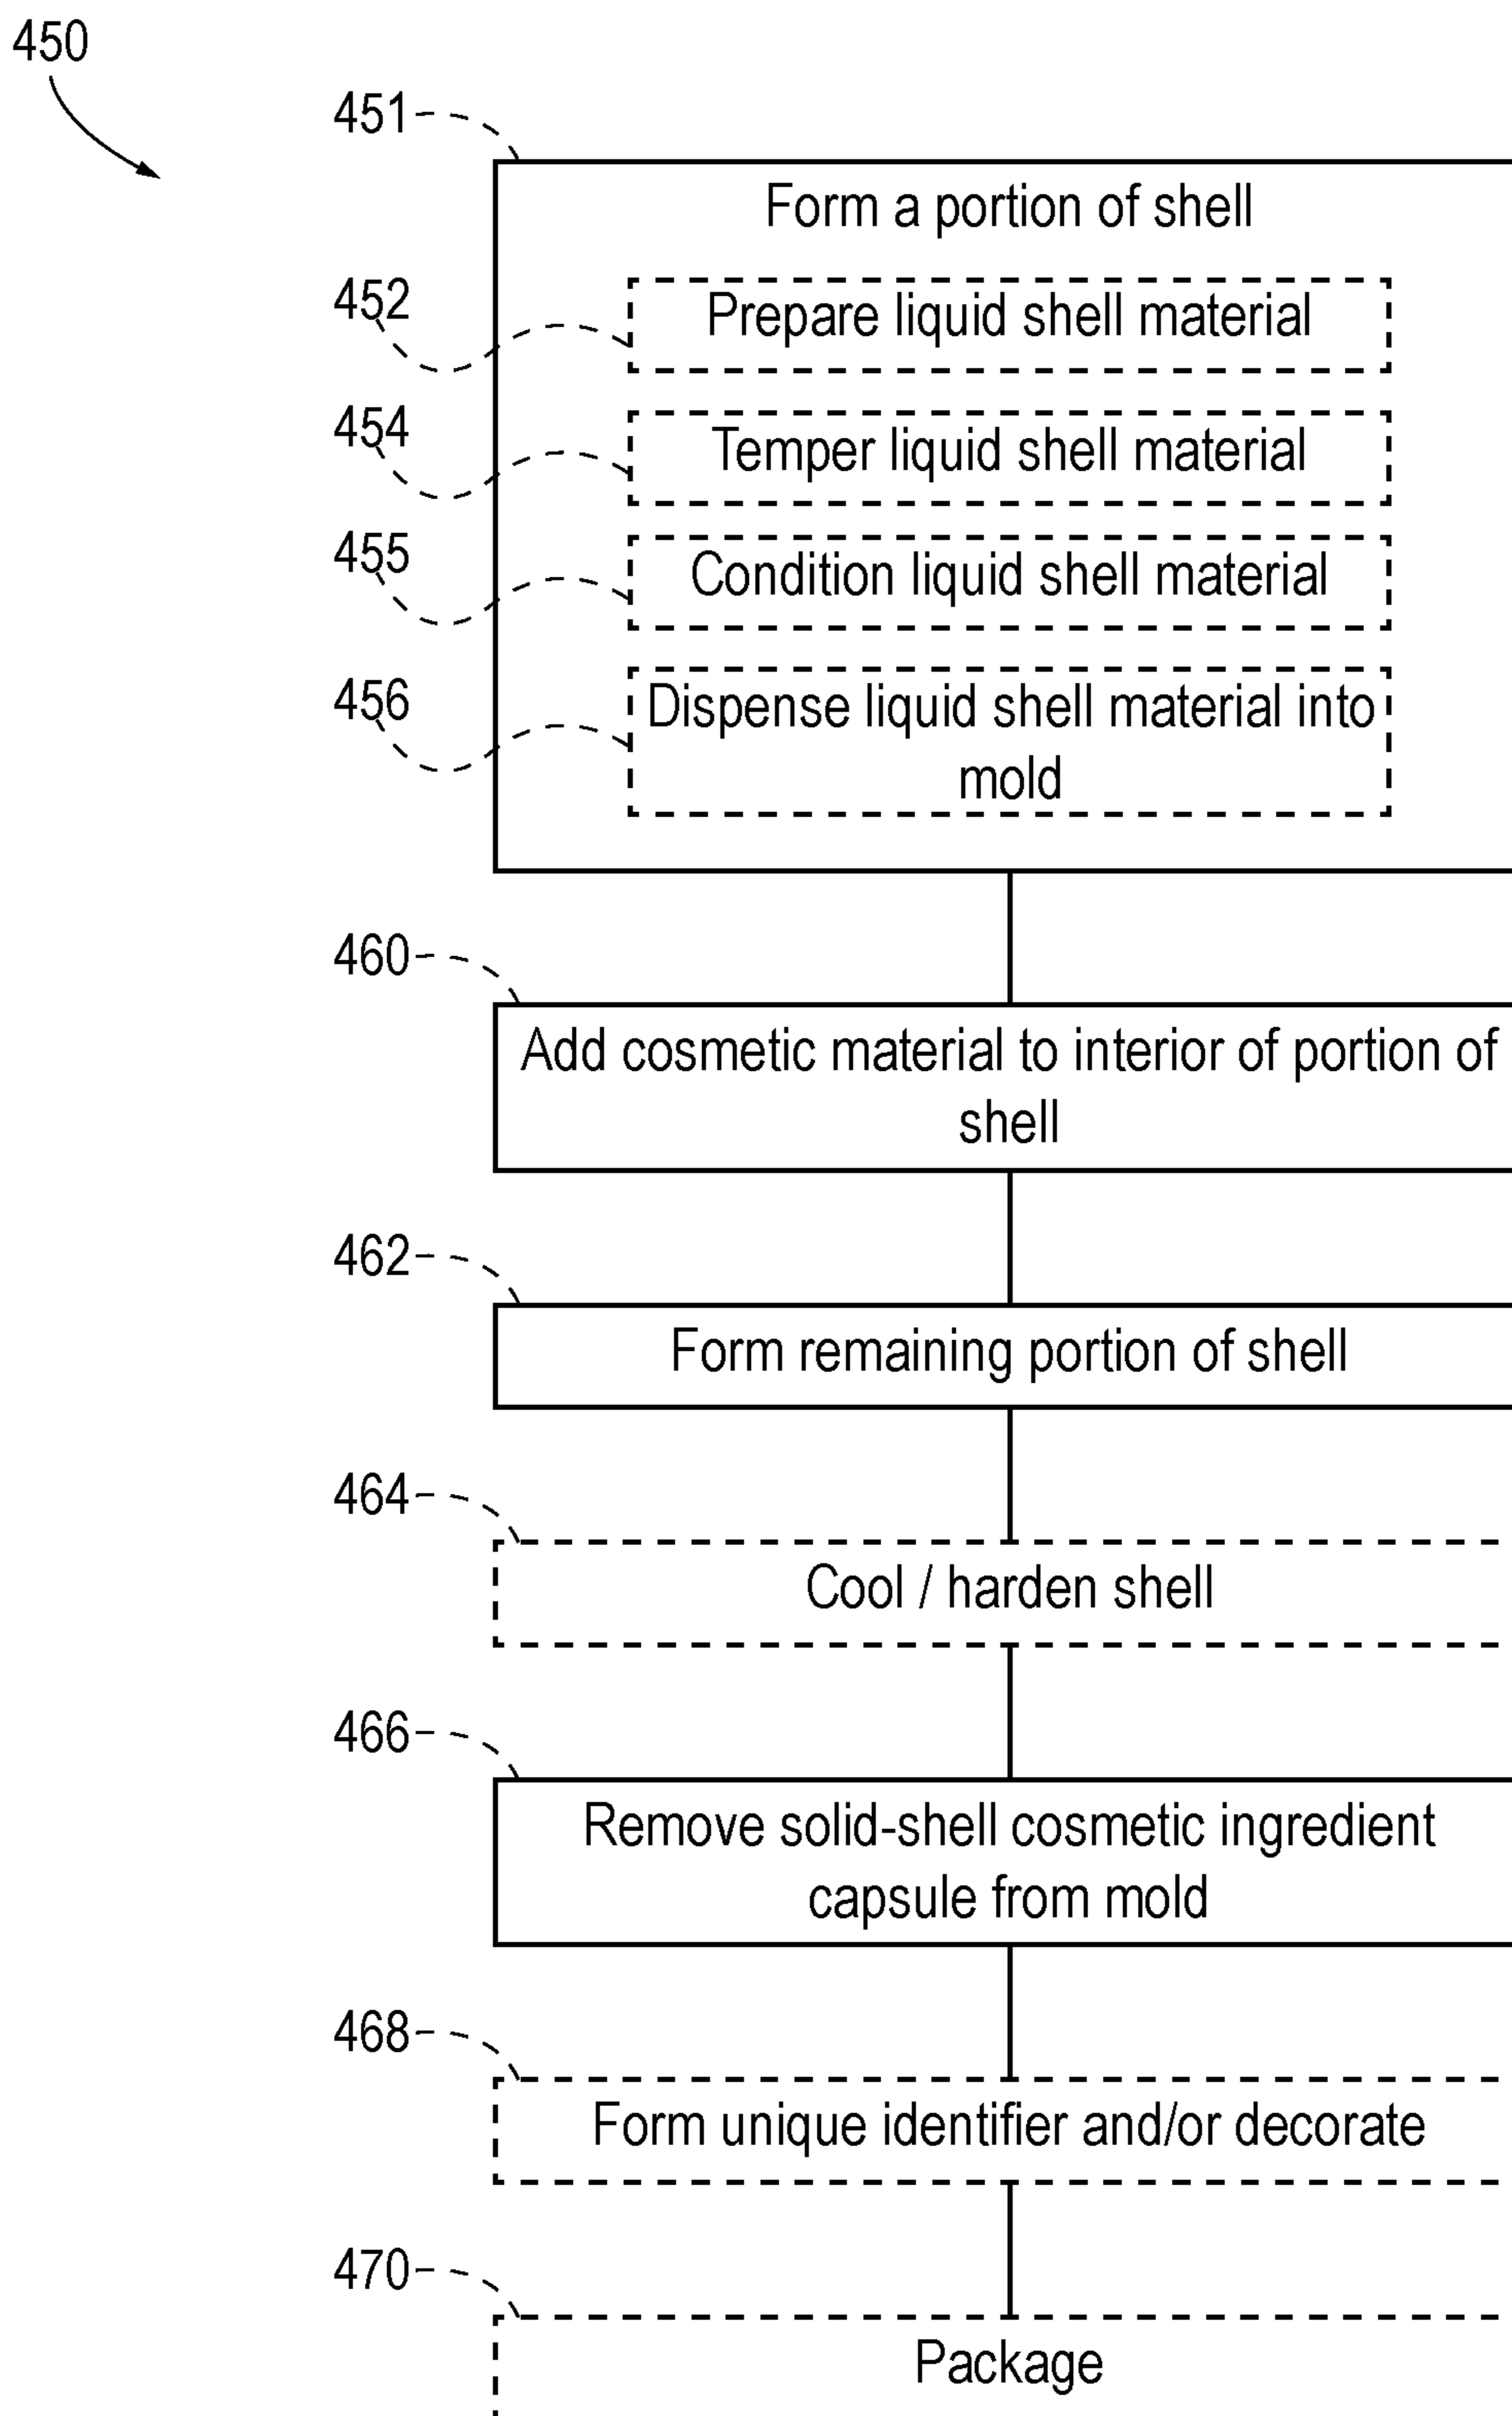 450
451
Form a portion of shell
452
Prepare liquid shell material
454
Temper liquid shell material
455
Condition liquid shell material
456
Dispense liquid shell material into
mold
460
Add cosmetic material to interior of portion of
shell
462
Form remaining portion of shell
464
Cool / harden shell
466
Remove solid-shell cosmetic ingredient
capsule from mold
468
Form unique identifier and/or decorate
470
Package